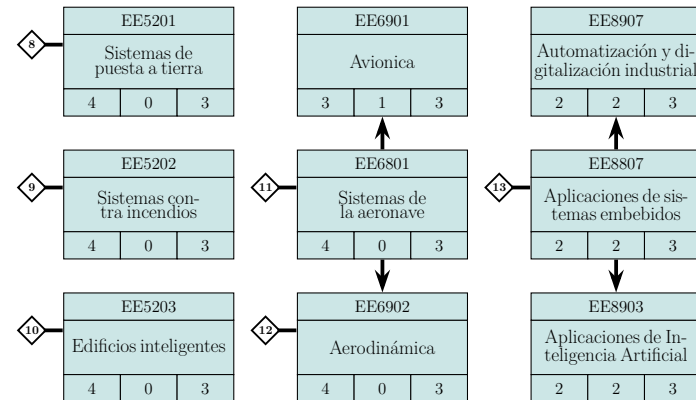 EE5201
8
Sistemas de
puesta a tierra
4 0 3
EE6901
Avionica
3 1 3
EE8907
Automatización y di-
gitalización industrial
2 2 3
EE5202
9
Sistemas con-
tra incendios
4 0 3
EE6801
11
Sistemas de
la aeronave
4 0 3
EE8807
13
Aplicaciones de sis-
temas embebidos
2 2 3
EE5203
10
Edificios inteligentes
4 0 3
EE6902
12
Aerodinámica
4 0 3
EE8903
Aplicaciones de In-
teligencia Artificial
2 2 3